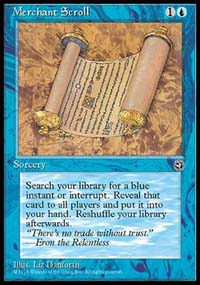 Merchant Scroll 1
Sorcery
Search your library for a blue
instant or interrupt. Reveal that
card to all players and put it into
your hand. Reshuffle your library
afterwards.
"There's no trade without trust."
—Eron the Relentless
Illus. Liz Danforth